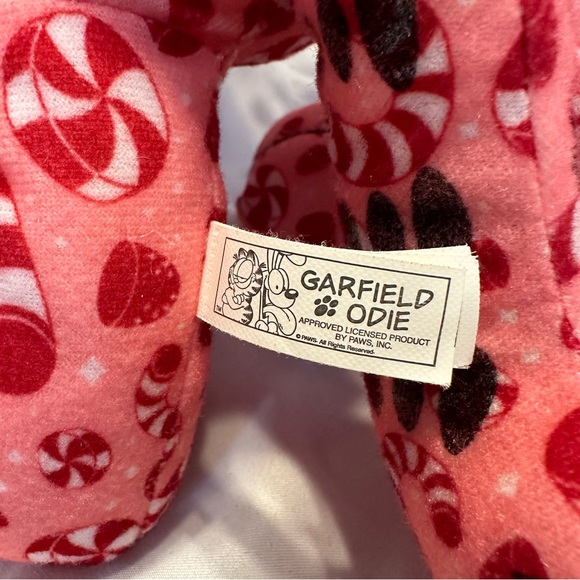 GARFIELD
ODIE
APPROVED LICENSED PRODUCT
BY PAWS, INC.
© PAWS. All Rights Reserved.